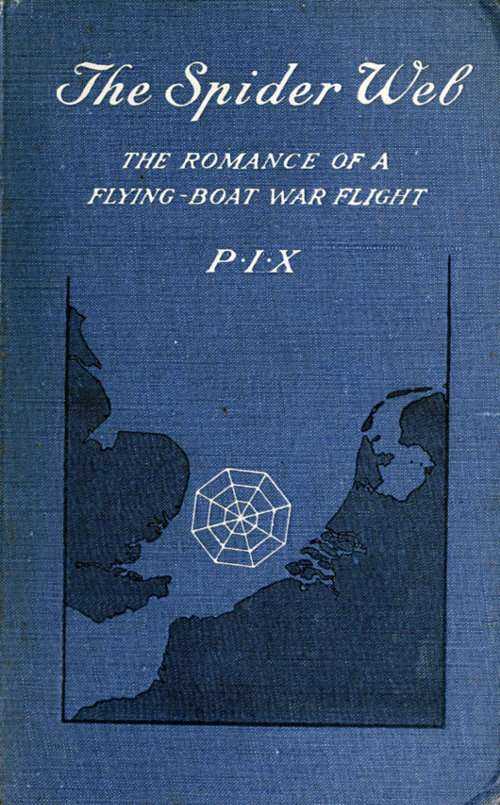 The Spider Web
THE ROMANCE OF A
FLYING-BOAT WAR FLIGHT
P·I·X